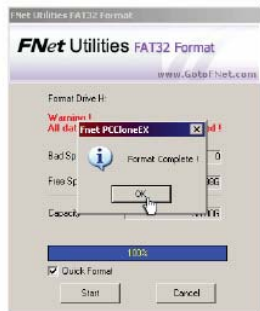 FNet Utilities FAT32 Format
FNet Utilities FAT32 Format
www.GotoFNet.com
Format Drive H:
Warning !
All dat
d !
Fnet PCCloneEX
Format Complete !
OK
Bad Sp
0
Free Sp
Capacity
100%
Quick Format
Start
Cancel